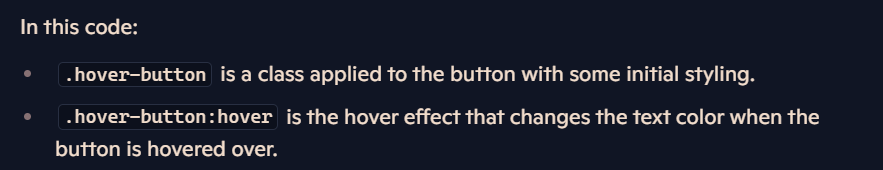 In this code:
• .hover-button is a class applied to the button with some initial styling.
• .hover-button:hover is the hover effect that changes the text color when the
button is hovered over.